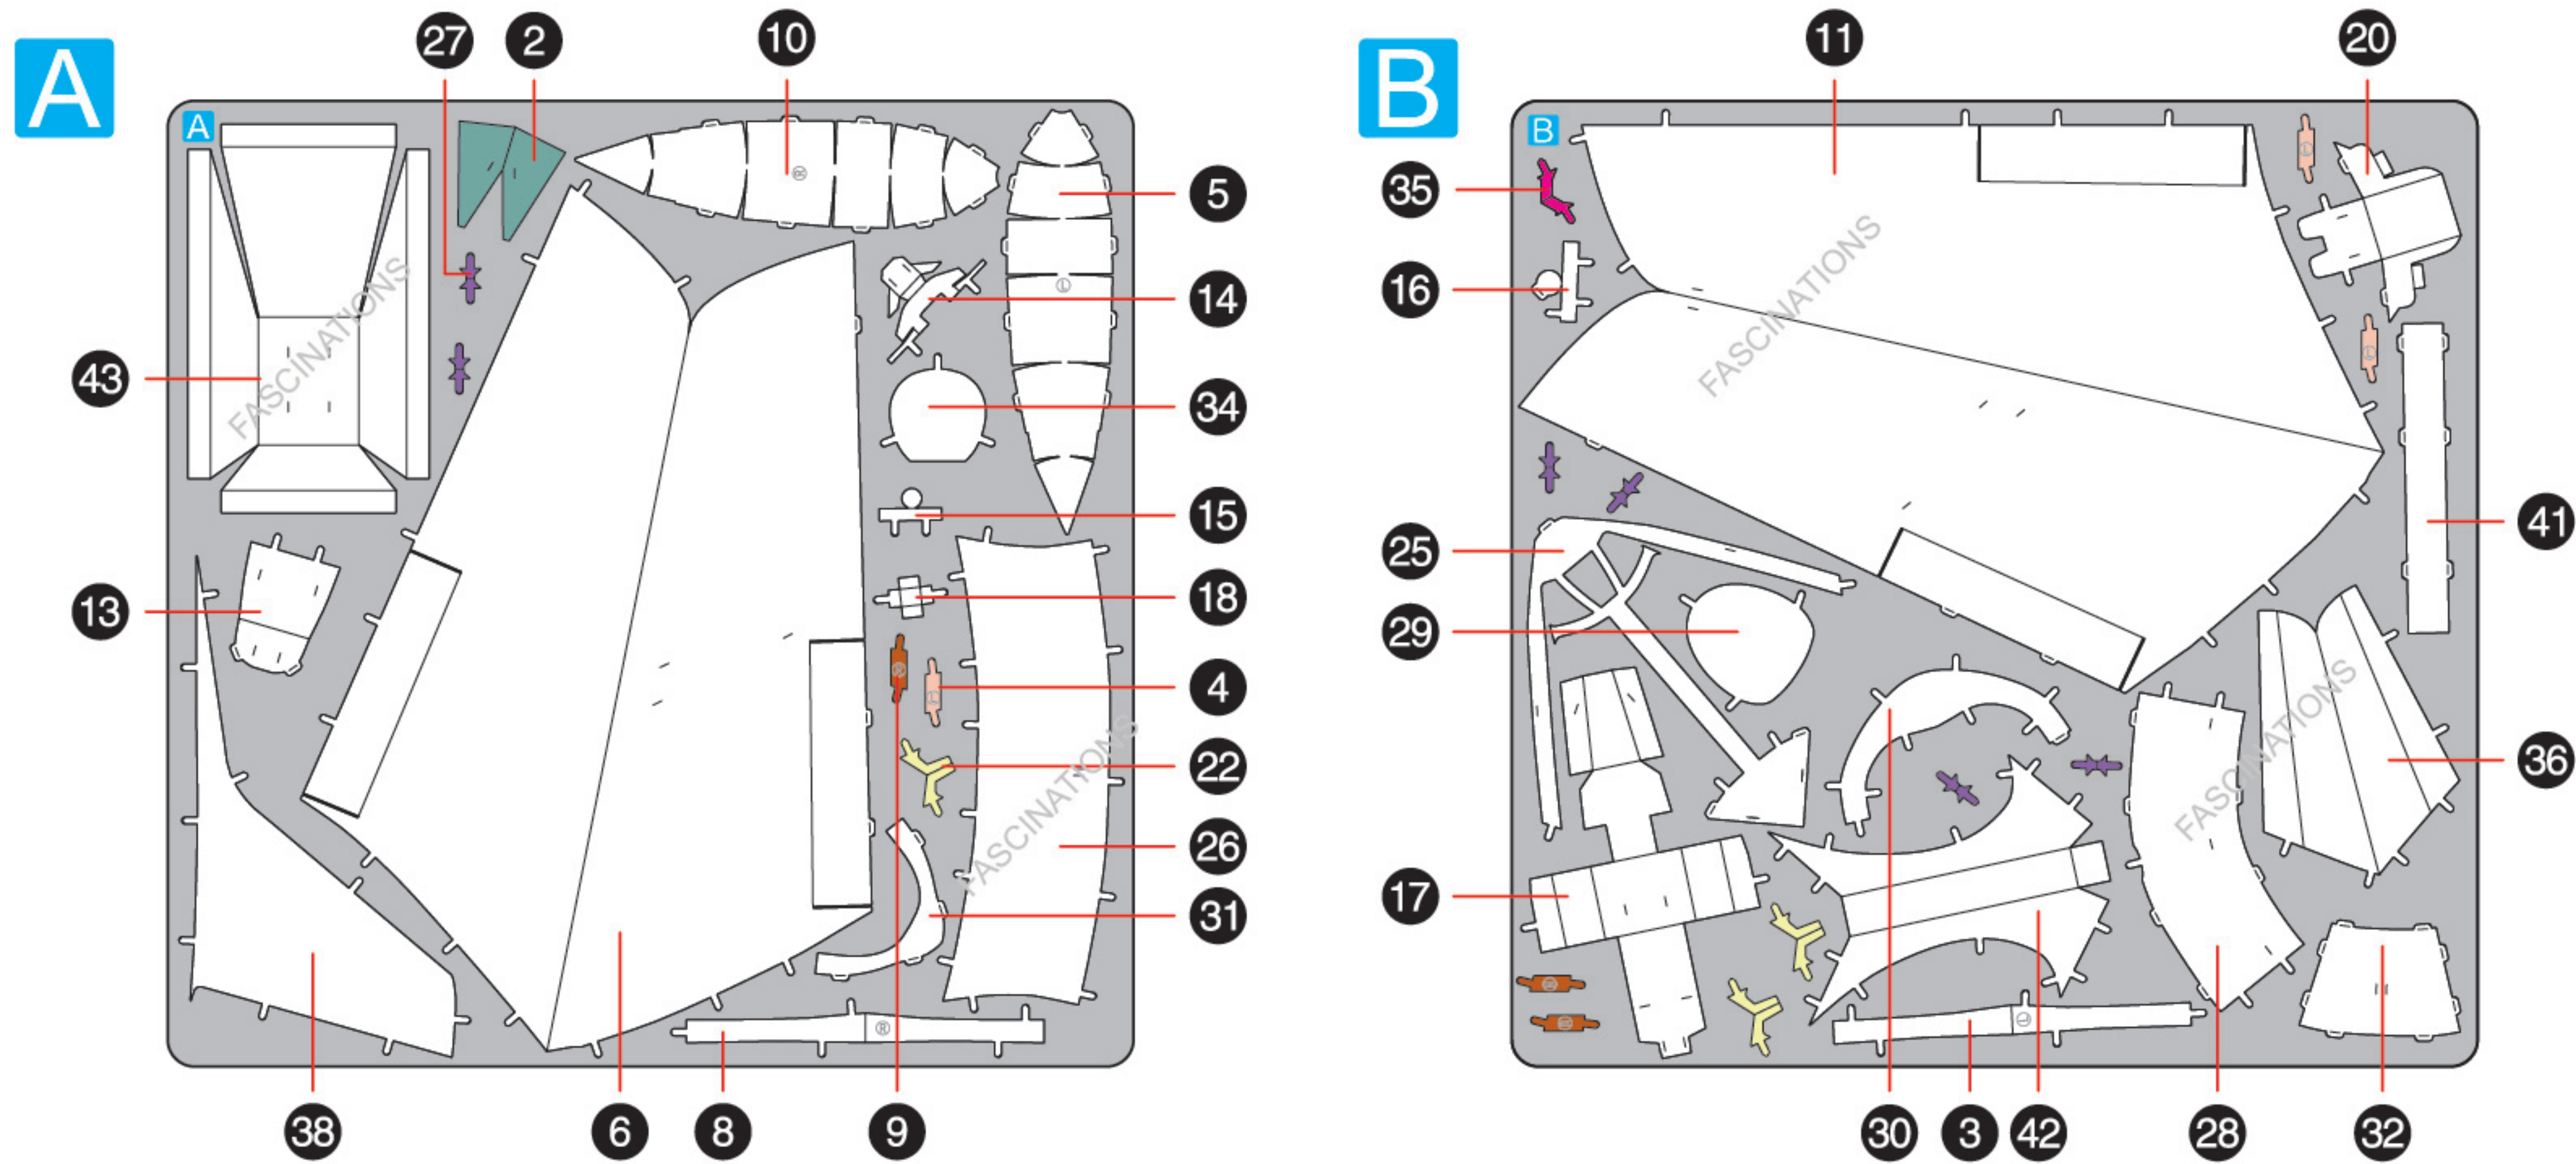 A
27 2 10
A
R
5
L
14
43
34
15
13
18
R
4
L
22
26
31
R
38 6 8 9
FASCINATIONS
FASCINATIONS
B
11 20
B
L
35
16
L
25
41
29
36
17
R
R
L
30 3 42 28 32
FASCINATIONS
FASCINATIONS